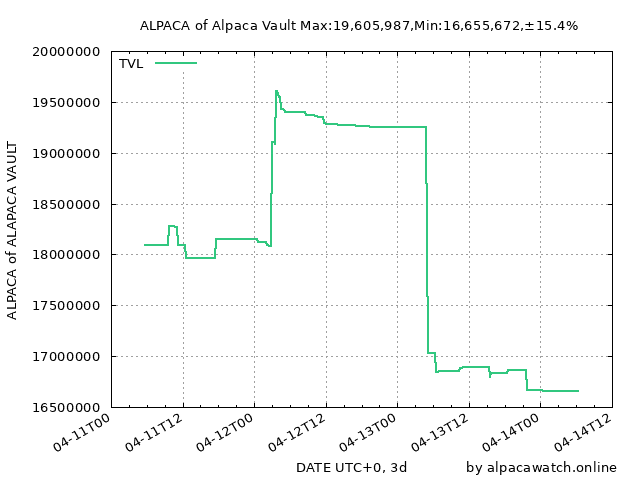 ALPACA of Alpaca Vault Max:19,605,987,Min:16,655,672,±15.4%
20000000
TVL
19500000
19000000
18500000
18000000
17500000
17000000
16500000
ALPACA of ALAPACA VAULT
04-11T00
04-11T12
04-12T00
04-12T12
04-13T00
04-13T12
04-14T00
04-14T12
DATE UTC+0, 3d
by alpacawatch.online